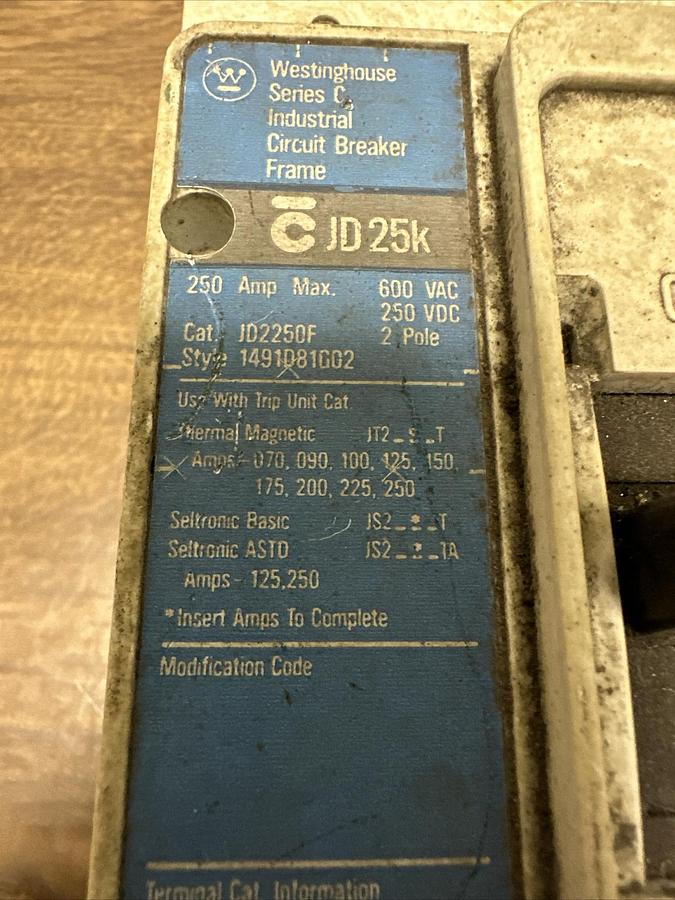 Westinghouse
Series C®
Industrial
Circuit Breaker
Frame
C JD 25k
250 Amp Max. 600 VAC
250 VDC
Cat. JD2250F 2 Pole
Style 1491D81G02
Use With Trip Unit Cat.
Thermal Magnetic JT2_*_T
Amps - 070, 090, 100, 125, 150,
175, 200, 225, 250
Seltronic Basic JS2_*_T
Seltronic ASTD JS2_*_TA
Amps - 125,250
*Insert Amps To Complete
Modification Code
Terminal Cat. Information